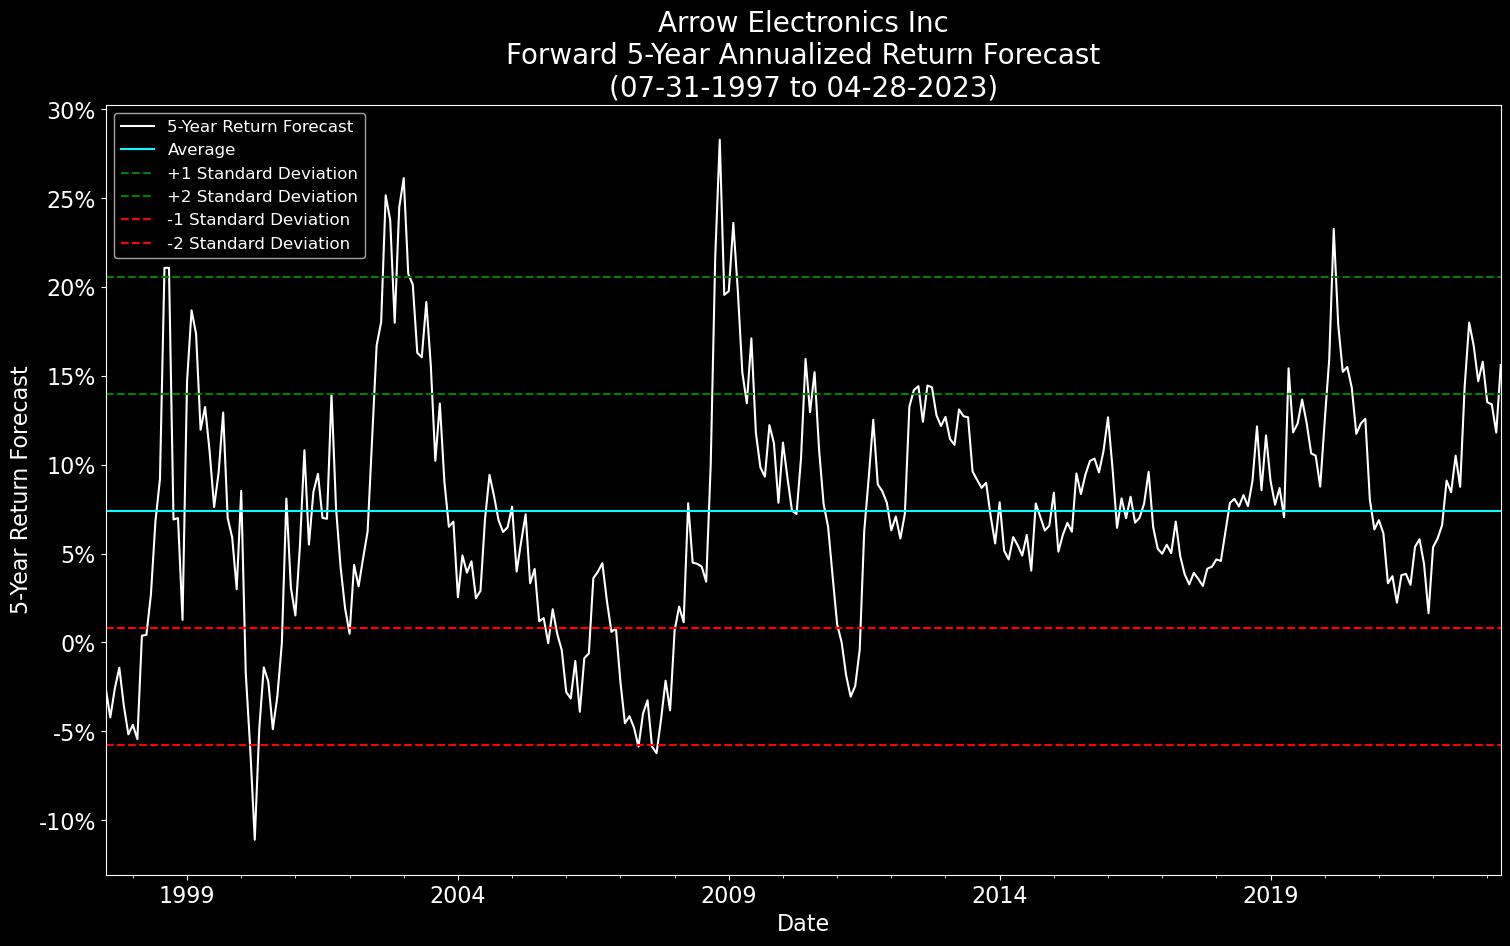 Arrow Electronics Inc
Forward 5-Year Annualized Return Forecast
(07-31-1997 to 04-28-2023)
30%
25%
20%
15%
10%
5%
0%
-5%
-10%
5-Year Return Forecast
5-Year Return Forecast
Average
+1 Standard Deviation
+2 Standard Deviation
-1 Standard Deviation
-2 Standard Deviation
1999 2004 2009 2014 2019
Date